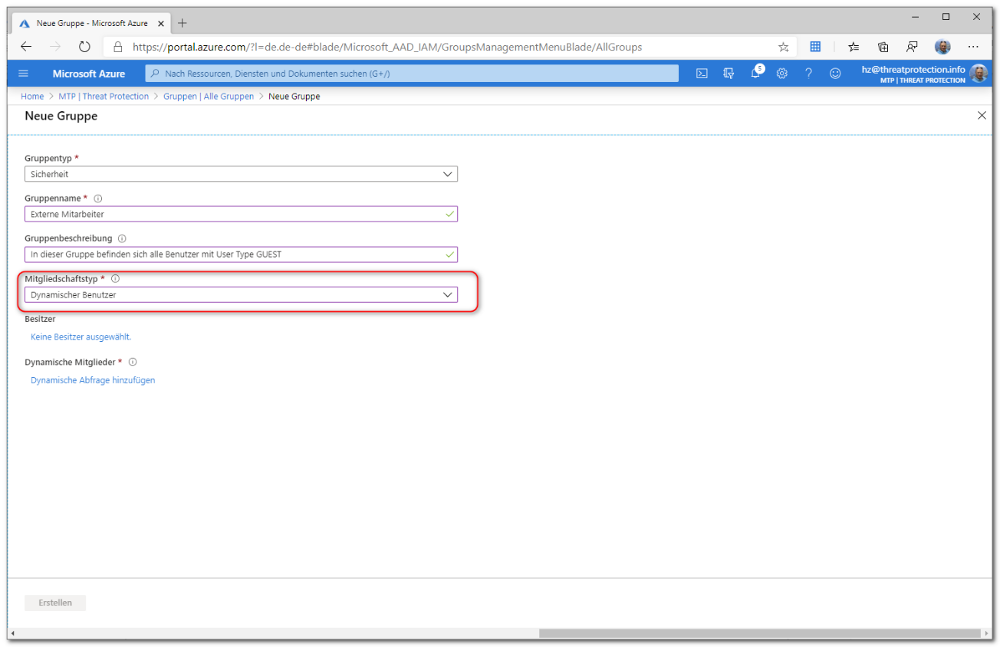 Neue Gruppe - Microsoft Azure
https://portal.azure.com/?l=de.de-de#blade/Microsoft_AAD_IAM/GroupsManagementMenuBlade/AllGroups
Microsoft Azure
Nach Ressourcen, Diensten und Dokumenten suchen (G+/)
5
hz@threatprotection.info
MTP | THREAT PROTECTION
Home > MTP | Threat Protection > Gruppen | Alle Gruppen > Neue Gruppe
Neue Gruppe
Gruppentyp *
Sicherheit
Gruppenname *
Externe Mitarbeiter
Gruppenbeschreibung
In dieser Gruppe befinden sich alle Benutzer mit User Type GUEST
Mitgliedschaftstyp *
Dynamischer Benutzer
Besitzer
Keine Besitzer ausgewählt.
Dynamische Mitglieder *
Dynamische Abfrage hinzufügen
Erstellen